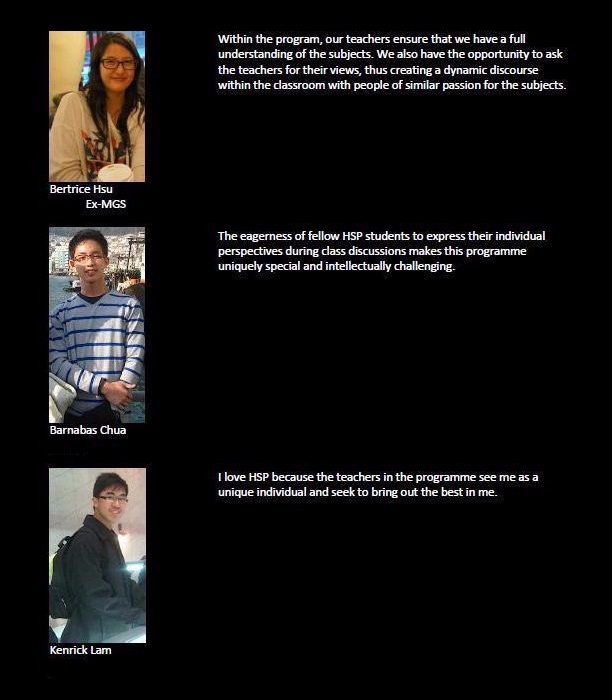 Within the program, our teachers ensure that we have a full
understanding of the subjects. We also have the opportunity to ask
the teachers for their views, thus creating a dynamic discourse
within the classroom with people of similar passion for the subjects.
Bertrice Hsu
Ex-MGS
The eagerness of fellow HSP students to express their individual
perspectives during class discussions makes this programme
uniquely special and intellectually challenging.
Barnabas Chua
I love HSP because the teachers in the programme see me as a
unique individual and seek to bring out the best in me.
Kenrick Lam